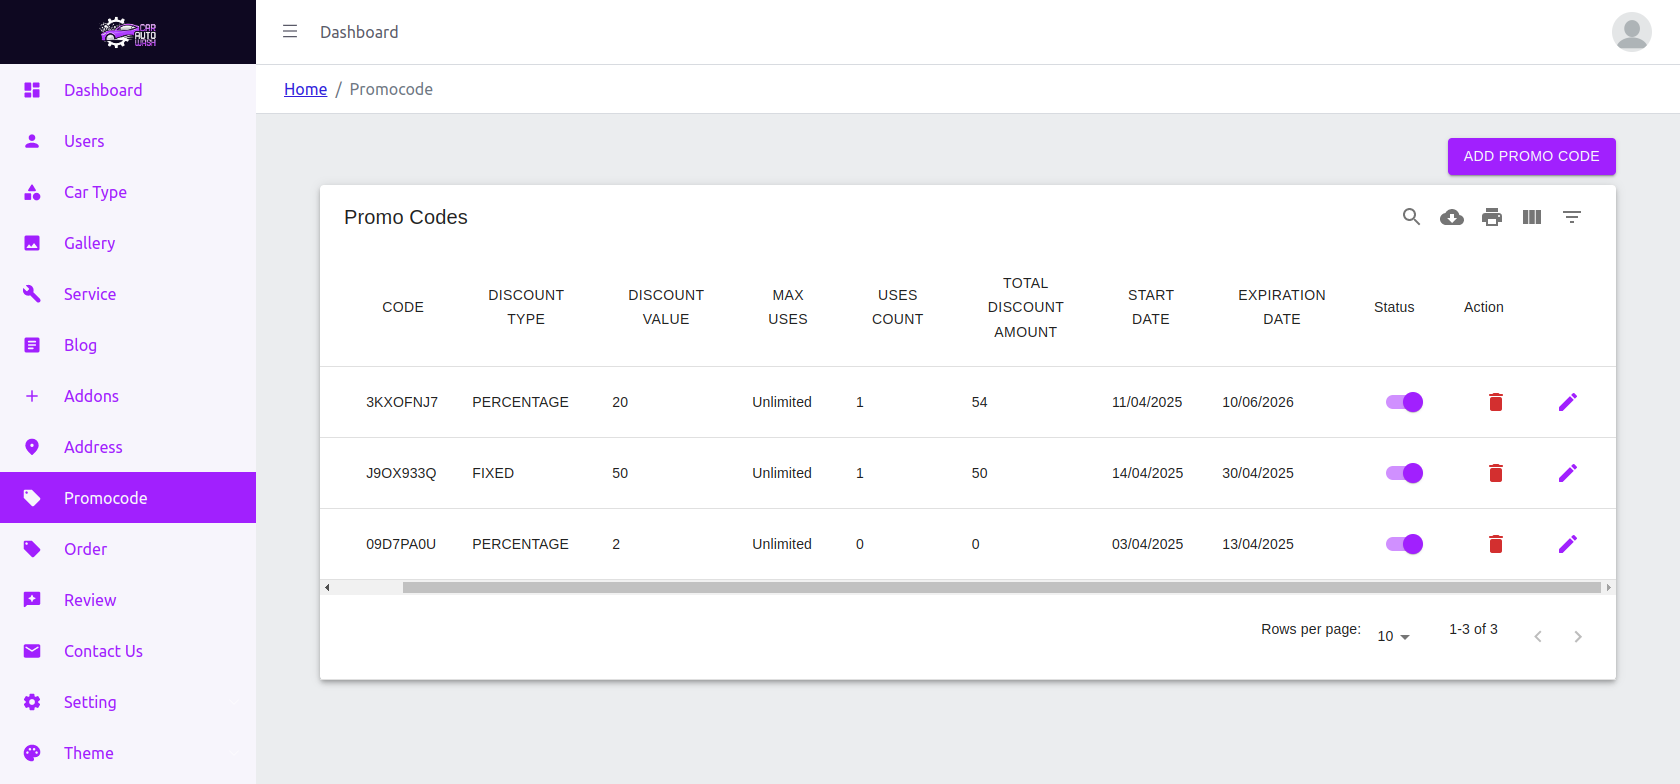 CAR
AUTO
WASH
Dashboard
Home / Promocode
Dashboard
Users
Car Type
Gallery
Service
Blog
Addons
Address
Promocode
Order
Review
Contact Us
Setting
Theme
ADD PROMO CODE
Promo Codes
CODE DISCOUNT TYPE DISCOUNT VALUE MAX USES USES COUNT TOTAL DISCOUNT AMOUNT START DATE EXPIRATION DATE Status Action
3KXOFNJ7 PERCENTAGE 20 Unlimited 1 54 11/04/2025 10/06/2026
J9OX933Q FIXED 50 Unlimited 1 50 14/04/2025 30/04/2025
09D7PA0U PERCENTAGE 2 Unlimited 0 0 03/04/2025 13/04/2025
Rows per page: 10 1-3 of 3